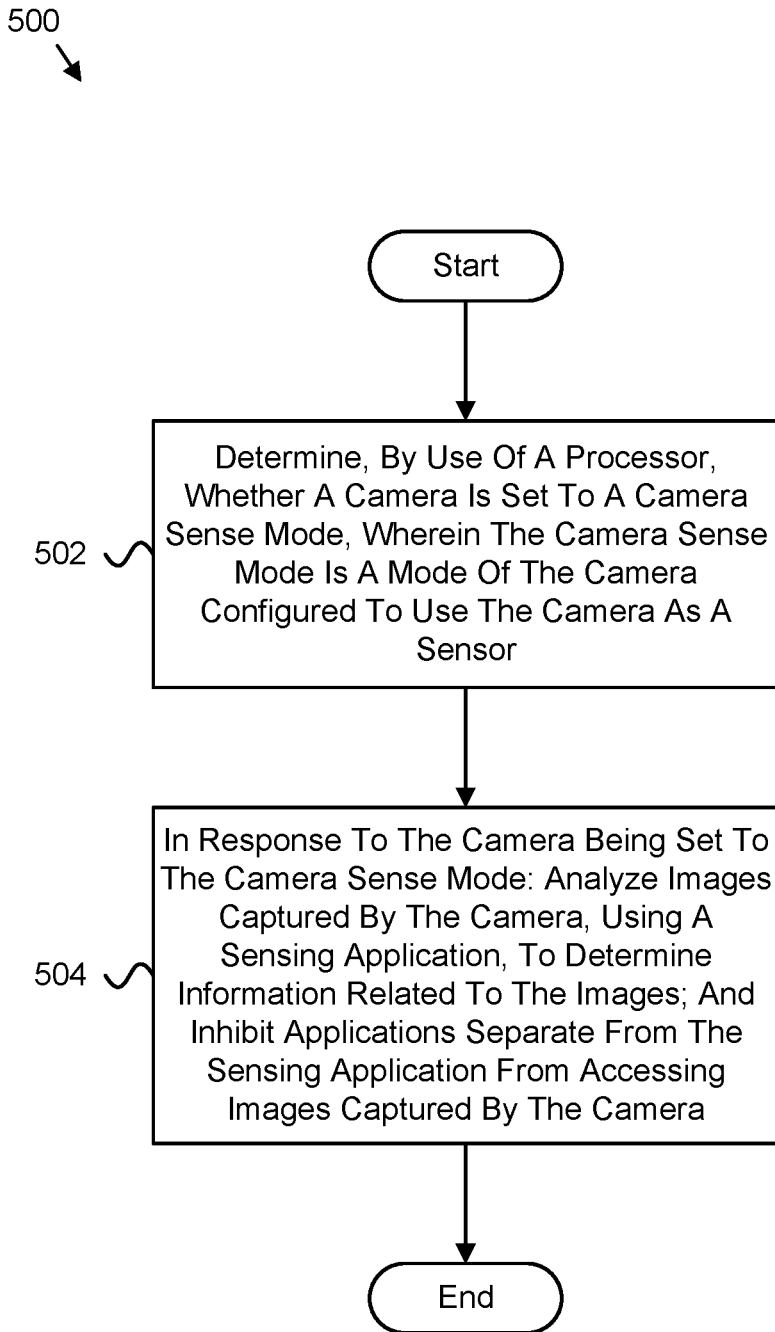 500
Start
Determine, By Use Of A Processor,
Whether A Camera Is Set To A Camera
Sense Mode, Wherein The Camera Sense
Mode Is A Mode Of The Camera
Configured To Use The Camera As A
Sensor
502
In Response To The Camera Being Set To
The Camera Sense Mode: Analyze Images
Captured By The Camera, Using A
Sensing Application, To Determine
Information Related To The Images; And
Inhibit Applications Separate From The
Sensing Application From Accessing
Images Captured By The Camera
504
End